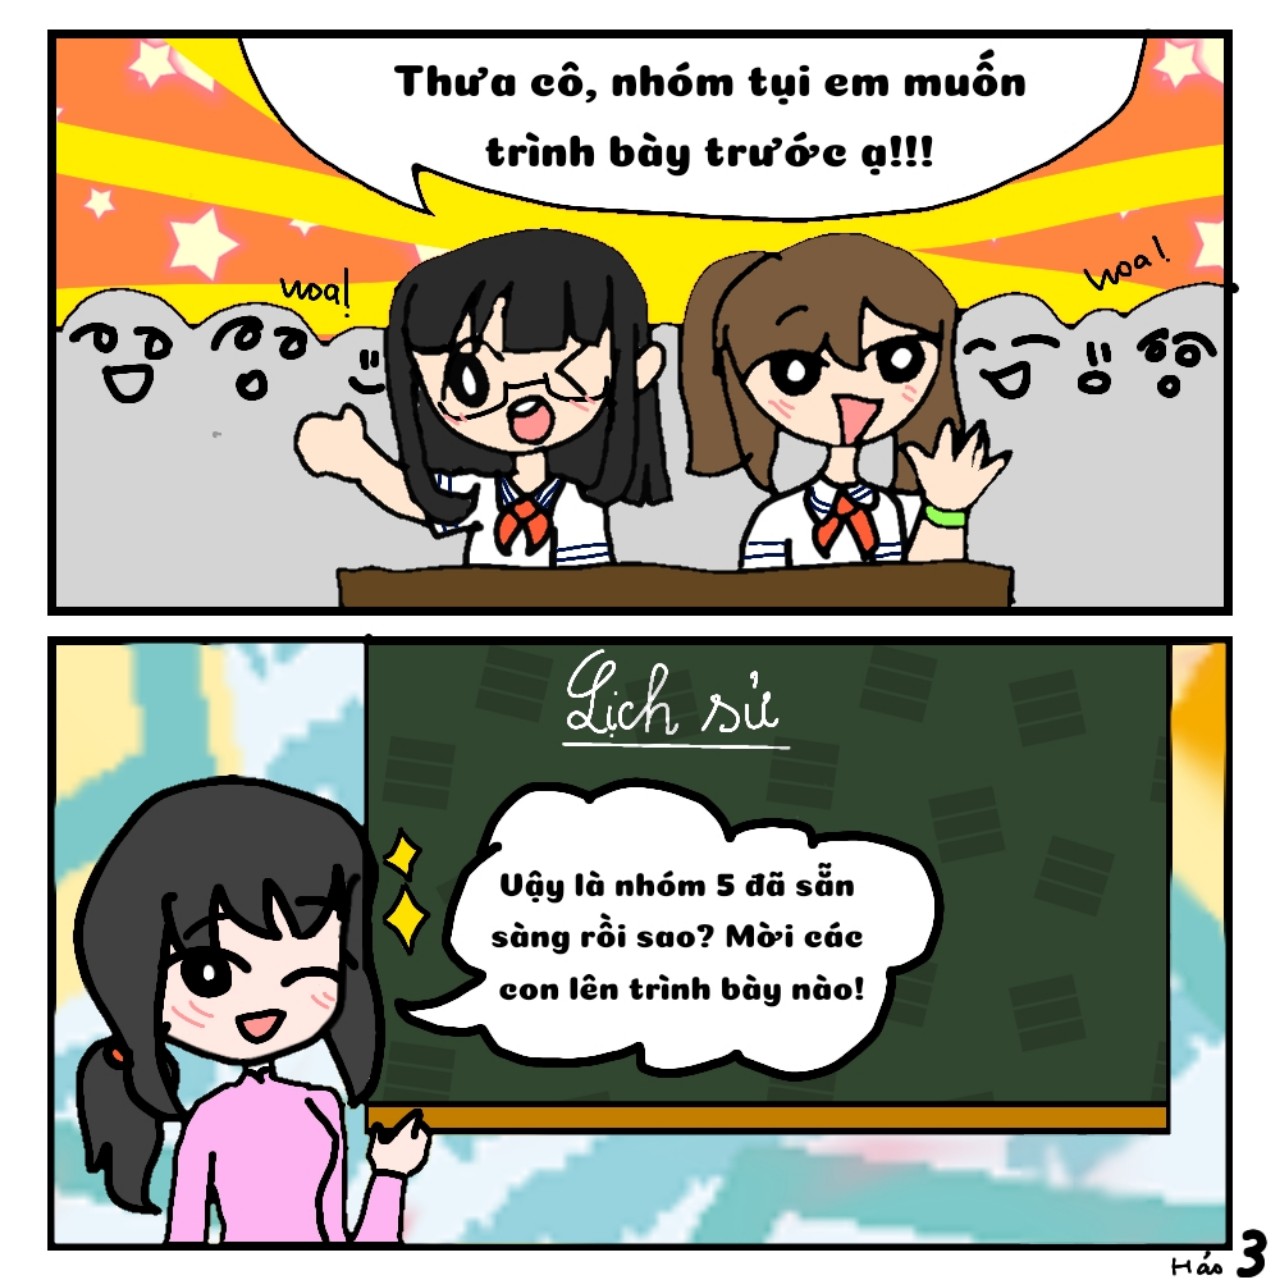 Thưa cô, nhóm tụi em muốn
trình bày trước ạ!!!
woa!
woa!
Lịch sử
Vậy là nhóm 5 đã sẵn
sàng rồi sao? Mời các
con lên trình bày nào!
Háo 3